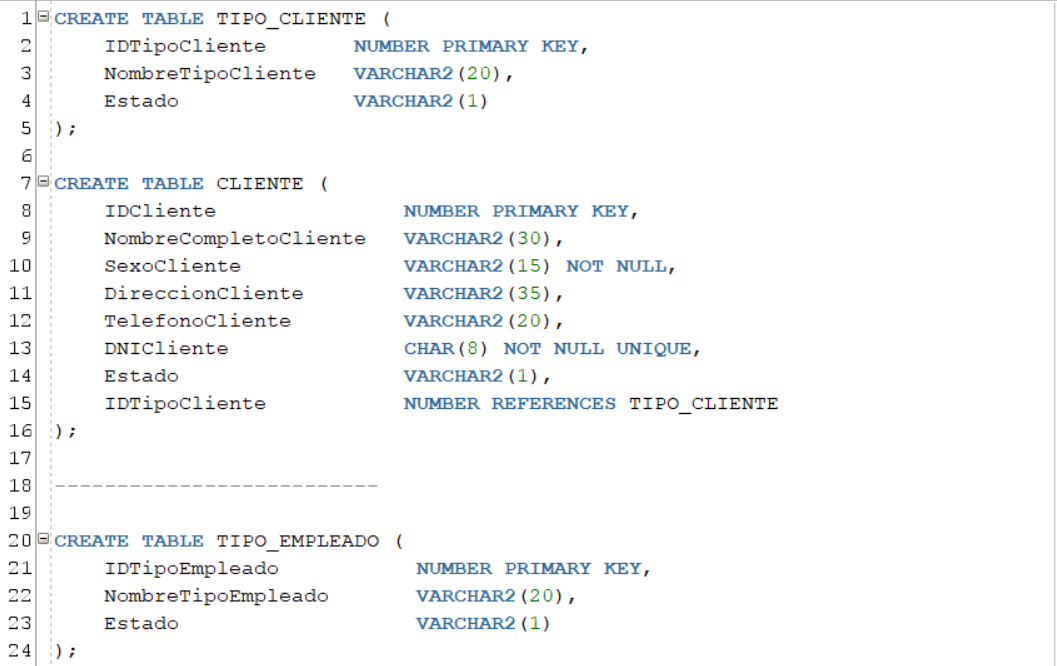 1 CREATE TABLE TIPO_CLIENTE (
2     IDTipoCliente       NUMBER PRIMARY KEY,
3     NombreTipoCliente   VARCHAR2(20),
4     Estado              VARCHAR2(1)
5 );
6
7 CREATE TABLE CLIENTE (
8     IDCliente               NUMBER PRIMARY KEY,
9     NombreCompletoCliente   VARCHAR2(30),
10     SexoCliente             VARCHAR2(15) NOT NULL,
11     DireccionCliente        VARCHAR2(35),
12     TelefonoCliente         VARCHAR2(20),
13     DNICliente              CHAR(8) NOT NULL UNIQUE,
14     Estado                  VARCHAR2(1),
15     IDTipoCliente           NUMBER REFERENCES TIPO_CLIENTE
16 );
17
18 --------------------------
19
20 CREATE TABLE TIPO_EMPLEADO (
21     IDTipoEmpleado           NUMBER PRIMARY KEY,
22     NombreTipoEmpleado       VARCHAR2(20),
23     Estado                   VARCHAR2(1)
24 );